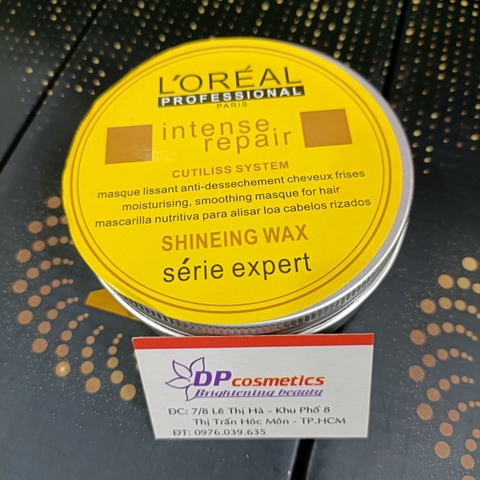 L'ORÉAL
PROFESSIONAL
PARIS
intense
repair
CUTILISS SYSTEM
masque lissant anti-dessechement cheveux frises
moisturising, smoothing masque for hair
mascarilla nutritiva para alisar loa cabelos rizados
SHINEING WAX
série expert
DP cosmetics
Brightening beauty
ĐC: 7/8 Lê Thị Hà - Khu Phố 8
Thị Trấn Hóc Môn - TP.HCM
ĐT: 0976.039.635